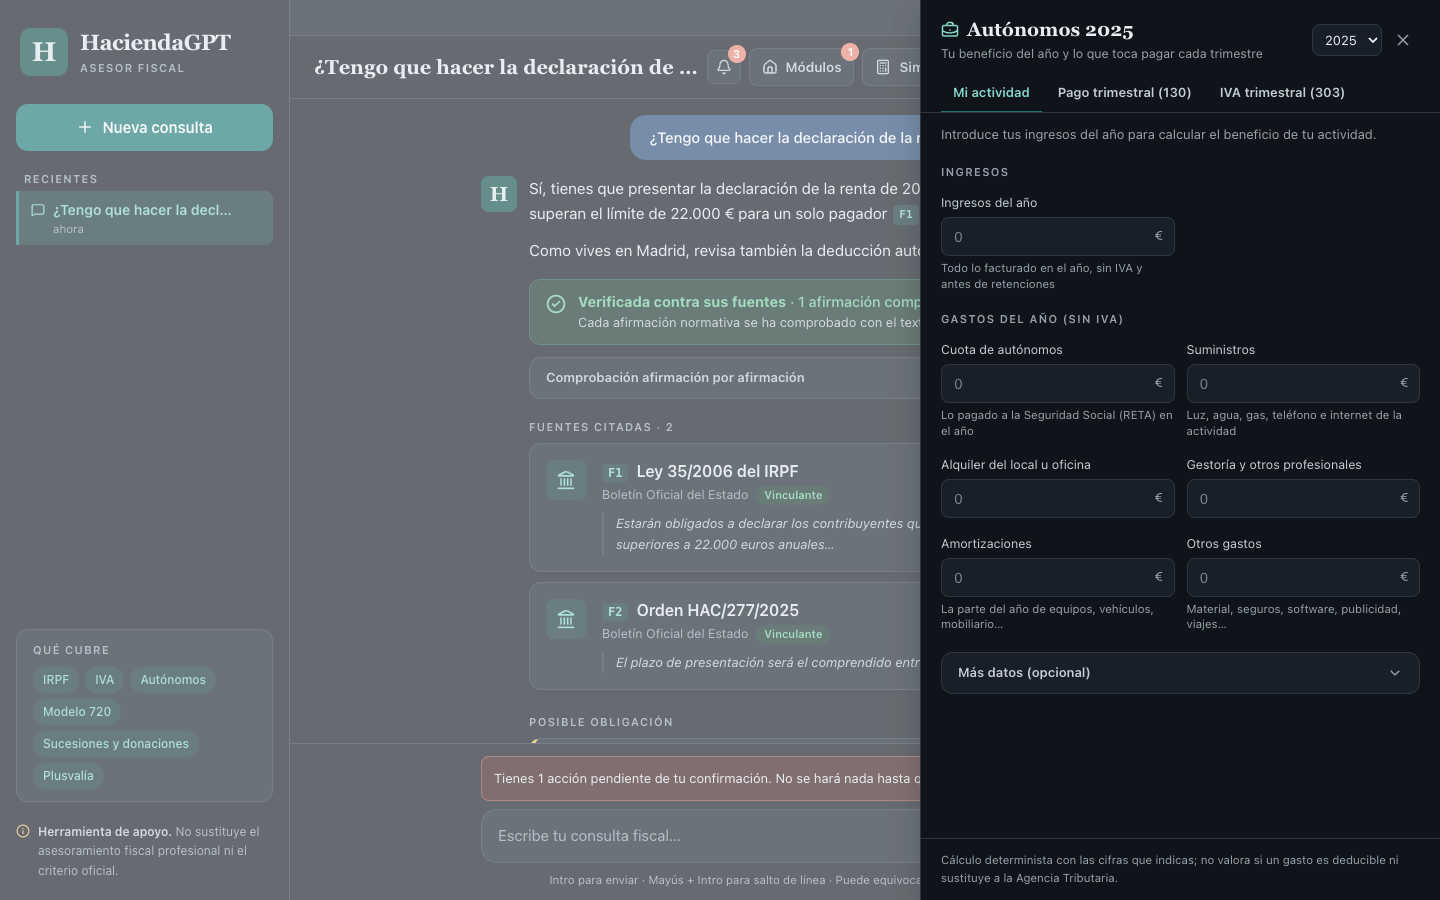 H
HaciendaGPT
ASESOR FISCAL
Nueva consulta
RECIENTES
¿Tengo que hacer la decl...
ahora
QUÉ CUBRE
IRPF
IVA
Autónomos
Modelo 720
Sucesiones y donaciones
Plusvalía
Herramienta de apoyo. No sustituye el
asesoramiento fiscal profesional ni el
criterio oficial.
¿Tengo que hacer la declaración de ...
3
Módulos
1
Sim
¿Tengo que hacer la declaración de la r
H
Sí, tienes que presentar la declaración de la renta de 20
superan el límite de 22.000 € para un solo pagador F1
Como vives en Madrid, revisa también la deducción auto
Verificada contra sus fuentes · 1 afirmación comp
Cada afirmación normativa se ha comprobado con el tex
Comprobación afirmación por afirmación
FUENTES CITADAS · 2
F1 Ley 35/2006 del IRPF
Boletín Oficial del Estado Vinculante
Estarán obligados a declarar los contribuyentes qu
superiores a 22.000 euros anuales...
F2 Orden HAC/277/2025
Boletín Oficial del Estado Vinculante
El plazo de presentación será el comprendido entr
POSIBLE OBLIGACIÓN
Tienes 1 acción pendiente de tu confirmación. No se hará nada hasta q
Escribe tu consulta fiscal...
Intro para enviar · Mayús + Intro para salto de línea · Puede equivoca
Autónomos 2025
Tu beneficio del año y lo que toca pagar cada trimestre
2025
Mi actividad
Pago trimestral (130)
IVA trimestral (303)
Introduce tus ingresos del año para calcular el beneficio de tu actividad.
INGRESOS
Ingresos del año
0 €
Todo lo facturado en el año, sin IVA y
antes de retenciones
GASTOS DEL AÑO (SIN IVA)
Cuota de autónomos
0 €
Lo pagado a la Seguridad Social (RETA) en
el año
Suministros
0 €
Luz, agua, gas, teléfono e internet de la
actividad
Alquiler del local u oficina
0 €
Gestoría y otros profesionales
0 €
Amortizaciones
0 €
La parte del año de equipos, vehículos,
mobiliario...
Otros gastos
0 €
Material, seguros, software, publicidad,
viajes...
Más datos (opcional)
Cálculo determinista con las cifras que indicas; no valora si un gasto es deducible ni
sustituye a la Agencia Tributaria.